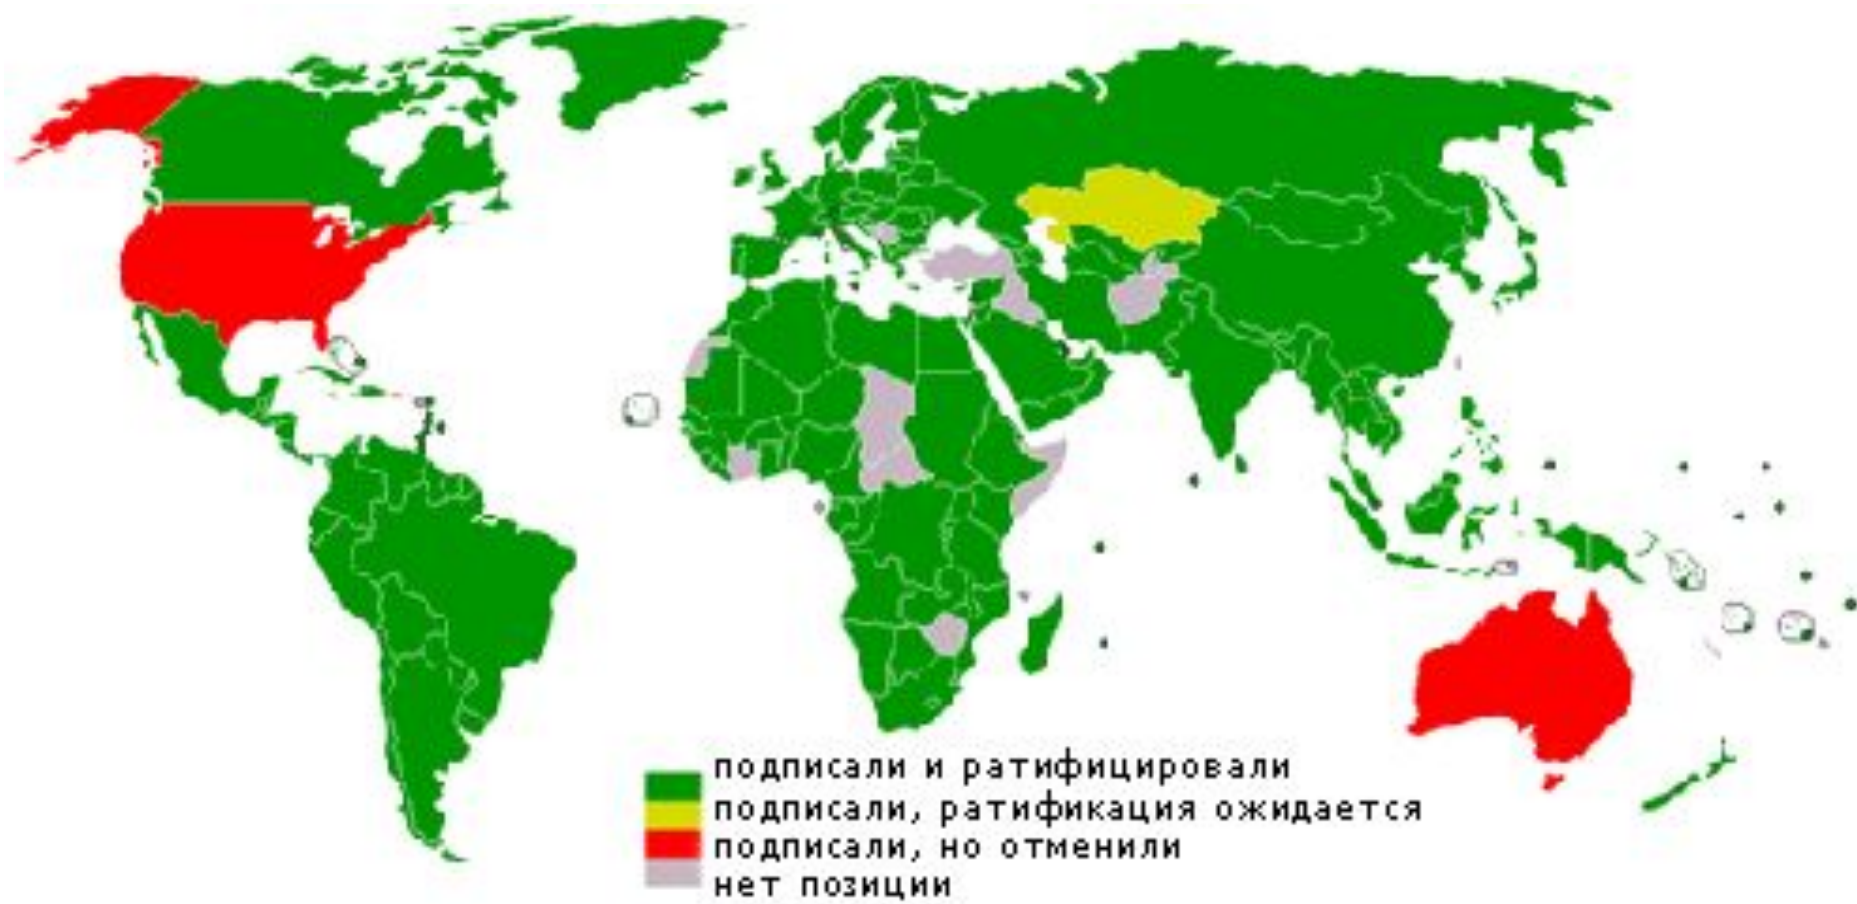 подписали и ратифицировали
подписали, ратификация ожидается
подписали, но отменили
нет позиции